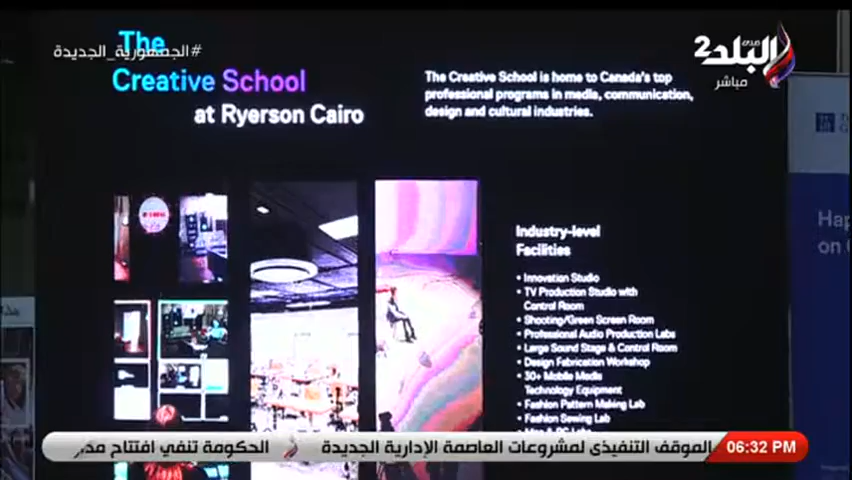 #الجمهورية_الجديدة
The
Creative School
at Ryerson Cairo
The Creative School is home to Canada's top
professional programs in media, communication,
design and cultural industries.
صدى
البلد2
مباشر
Industry-level
Facilities
• Innovation Studio
• TV Production Studio with
Control Room
• Shooting/Green Screen Room
• Professional Audio Production Labs
• Large Sound Stage & Control Room
• Design Fabrication Workshop
• 30+ Mobile Media
Technology Equipment
• Fashion Pattern Making Lab
• Fashion Sewing Lab
الموقف التنفيذى لمشروعات العاصمة الإدارية الجديدة
الحكومة تنفي افتتاح
06:32 PM